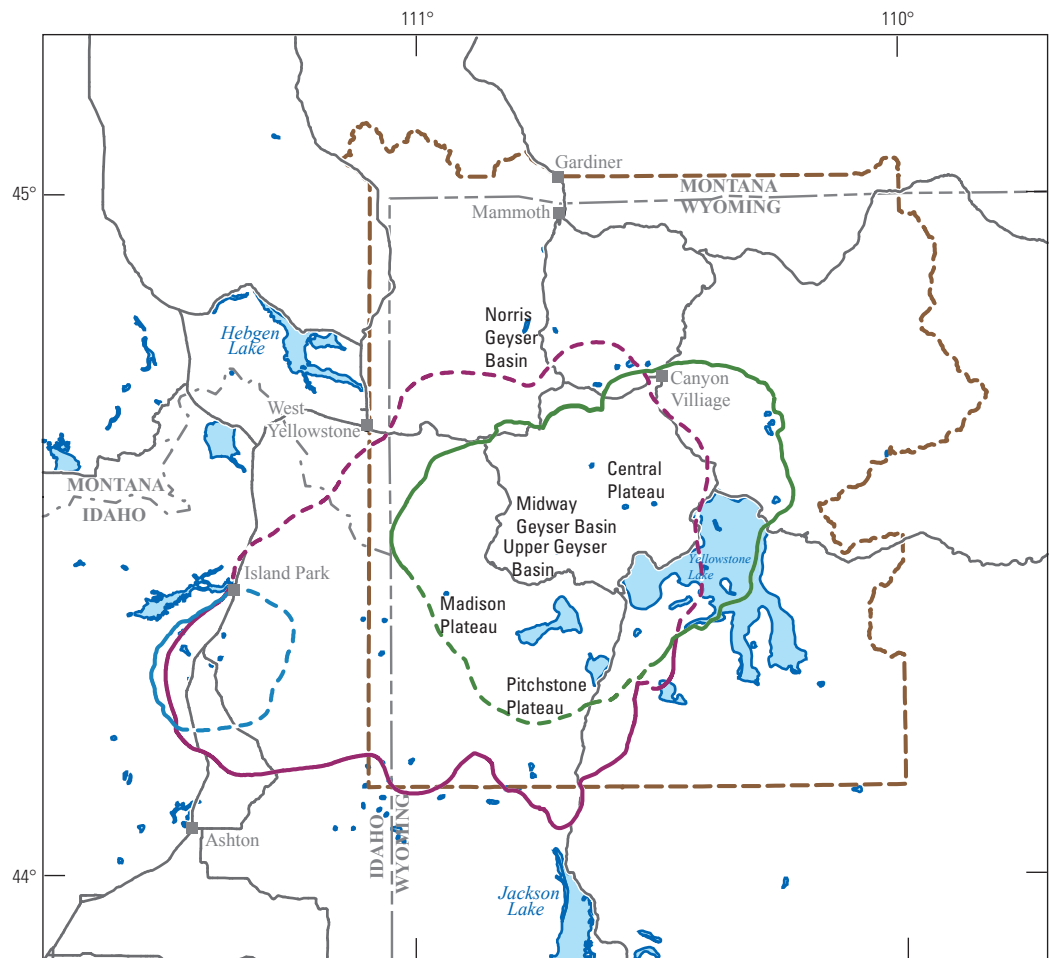 111°
110°
45°
Gardiner
MONTANA
WYOMING
Mammoth
Norris
Geyser
Basin
Hebgen
Lake
Canyon
Villiage
West
Yellowstone
Central
Plateau
MONTANA
IDAHO
Midway
Geyser Basin
Upper Geyser
Basin
Yellowstone
Lake
Island Park
Madison
Plateau
Pitchstone
Plateau
IDAHO
WYOMING
Ashton
44°
Jackson
Lake